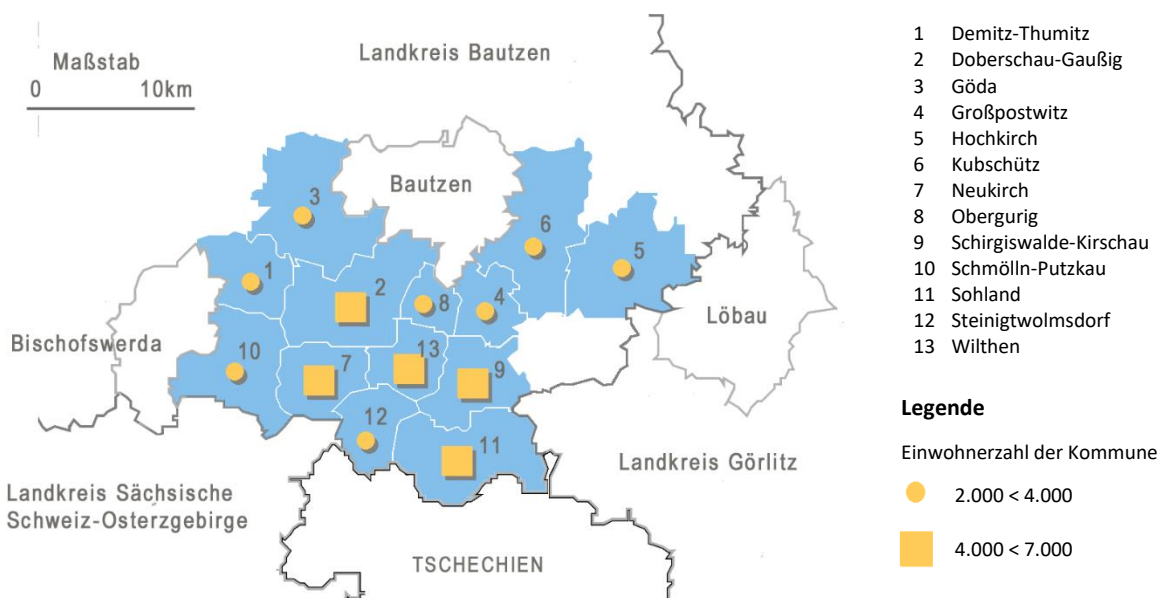 Maßstab
0 10km
Landkreis Bautzen
Bautzen
3
6
5
1
2
8
4
Löbau
Bischofswerda
10
7
13
9
12
11
Landkreis Görlitz
Landkreis Sächsische
Schweiz-Osterzgebirge
TSCHECHIEN
1 Demitz-Thumitz
2 Doberschau-Gaußig
3 Göda
4 Großpostwitz
5 Hochkirch
6 Kubschütz
7 Neukirch
8 Obergurig
9 Schirgiswalde-Kirschau
10 Schmölln-Putzkau
11 Sohland
12 Steinigtwolmsdorf
13 Wilthen
Legende
Einwohnerzahl der Kommune
2.000 < 4.000
4.000 < 7.000